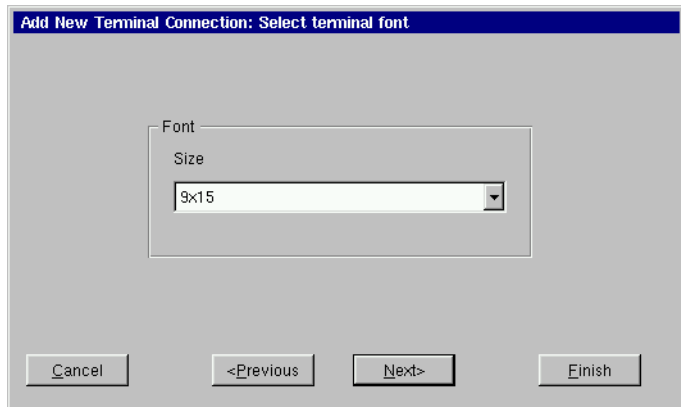 Add New Terminal Connection: Select terminal font
Font
Size
9x15
Cancel
<Previous
Next>
Finish